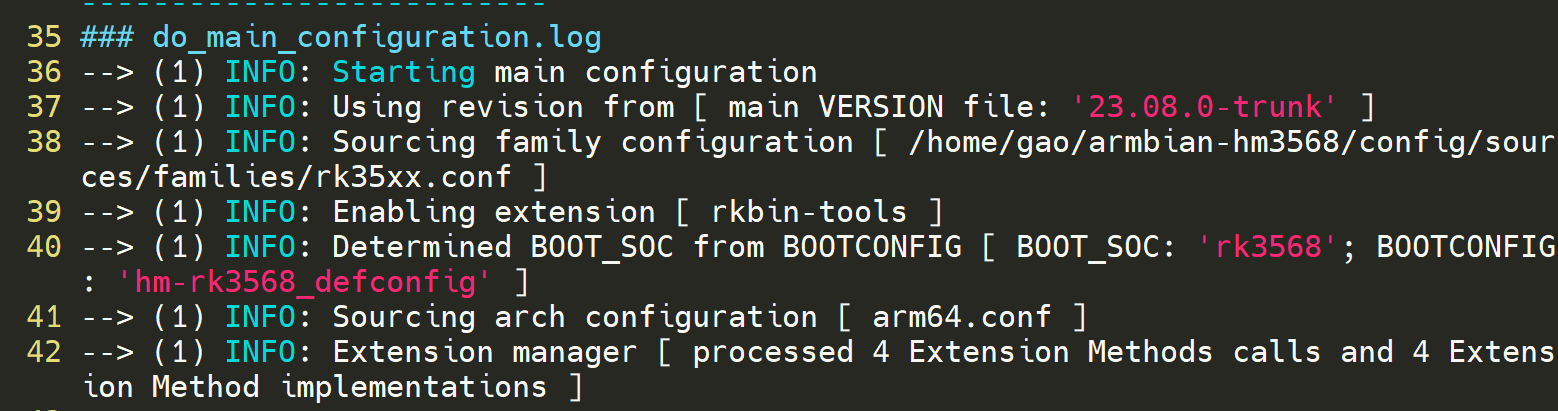 35 ### do_main_configuration.log
36 --> (1) INFO: Starting main configuration
37 --> (1) INFO: Using revision from [ main VERSION file: '23.08.0-trunk' ]
38 --> (1) INFO: Sourcing family configuration [ /home/gao/armbian-hm3568/config/sour
ces/families/rk35xx.conf ]
39 --> (1) INFO: Enabling extension [ rkbin-tools ]
40 --> (1) INFO: Determined BOOT_SOC from BOOTCONFIG [ BOOT_SOC: 'rk3568'; BOOTCONFIG
: 'hm-rk3568_defconfig' ]
41 --> (1) INFO: Sourcing arch configuration [ arm64.conf ]
42 --> (1) INFO: Extension manager [ processed 4 Extension Methods calls and 4 Extens
ion Method implementations ]